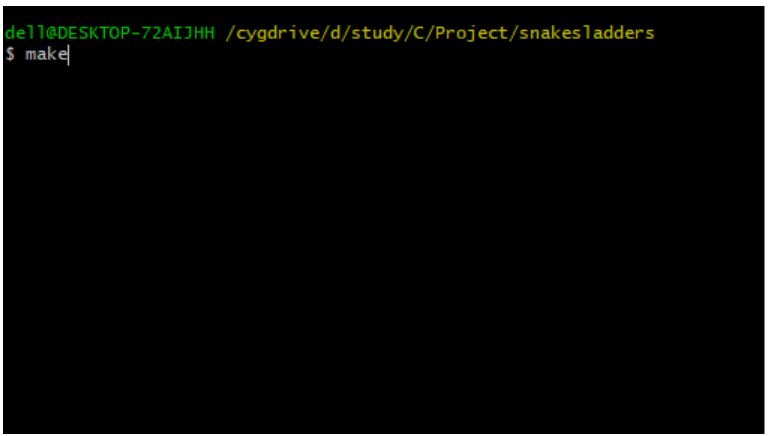 dell@DESKTOP-72AIJHH /cygdrive/d/study/C/Project/snakesladders
$ make